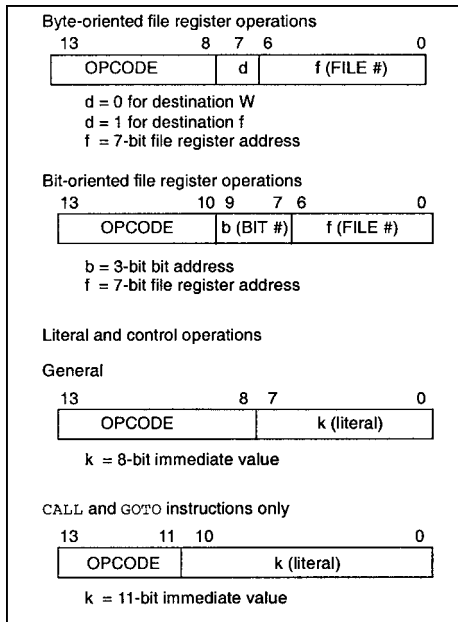 Byte-oriented file register operations
13 8 7 6 0
OPCODE d f (FILE #)
d = 0 for destination W
d = 1 for destination f
f = 7-bit file register address
Bit-oriented file register operations
13 10 9 7 6 0
OPCODE b (BIT #) f (FILE #)
b = 3-bit bit address
f = 7-bit file register address
Literal and control operations
General
13 8 7 0
OPCODE k (literal)
k = 8-bit immediate value
CALL and GOTO instructions only
13 11 10 0
OPCODE k (literal)
k = 11-bit immediate value